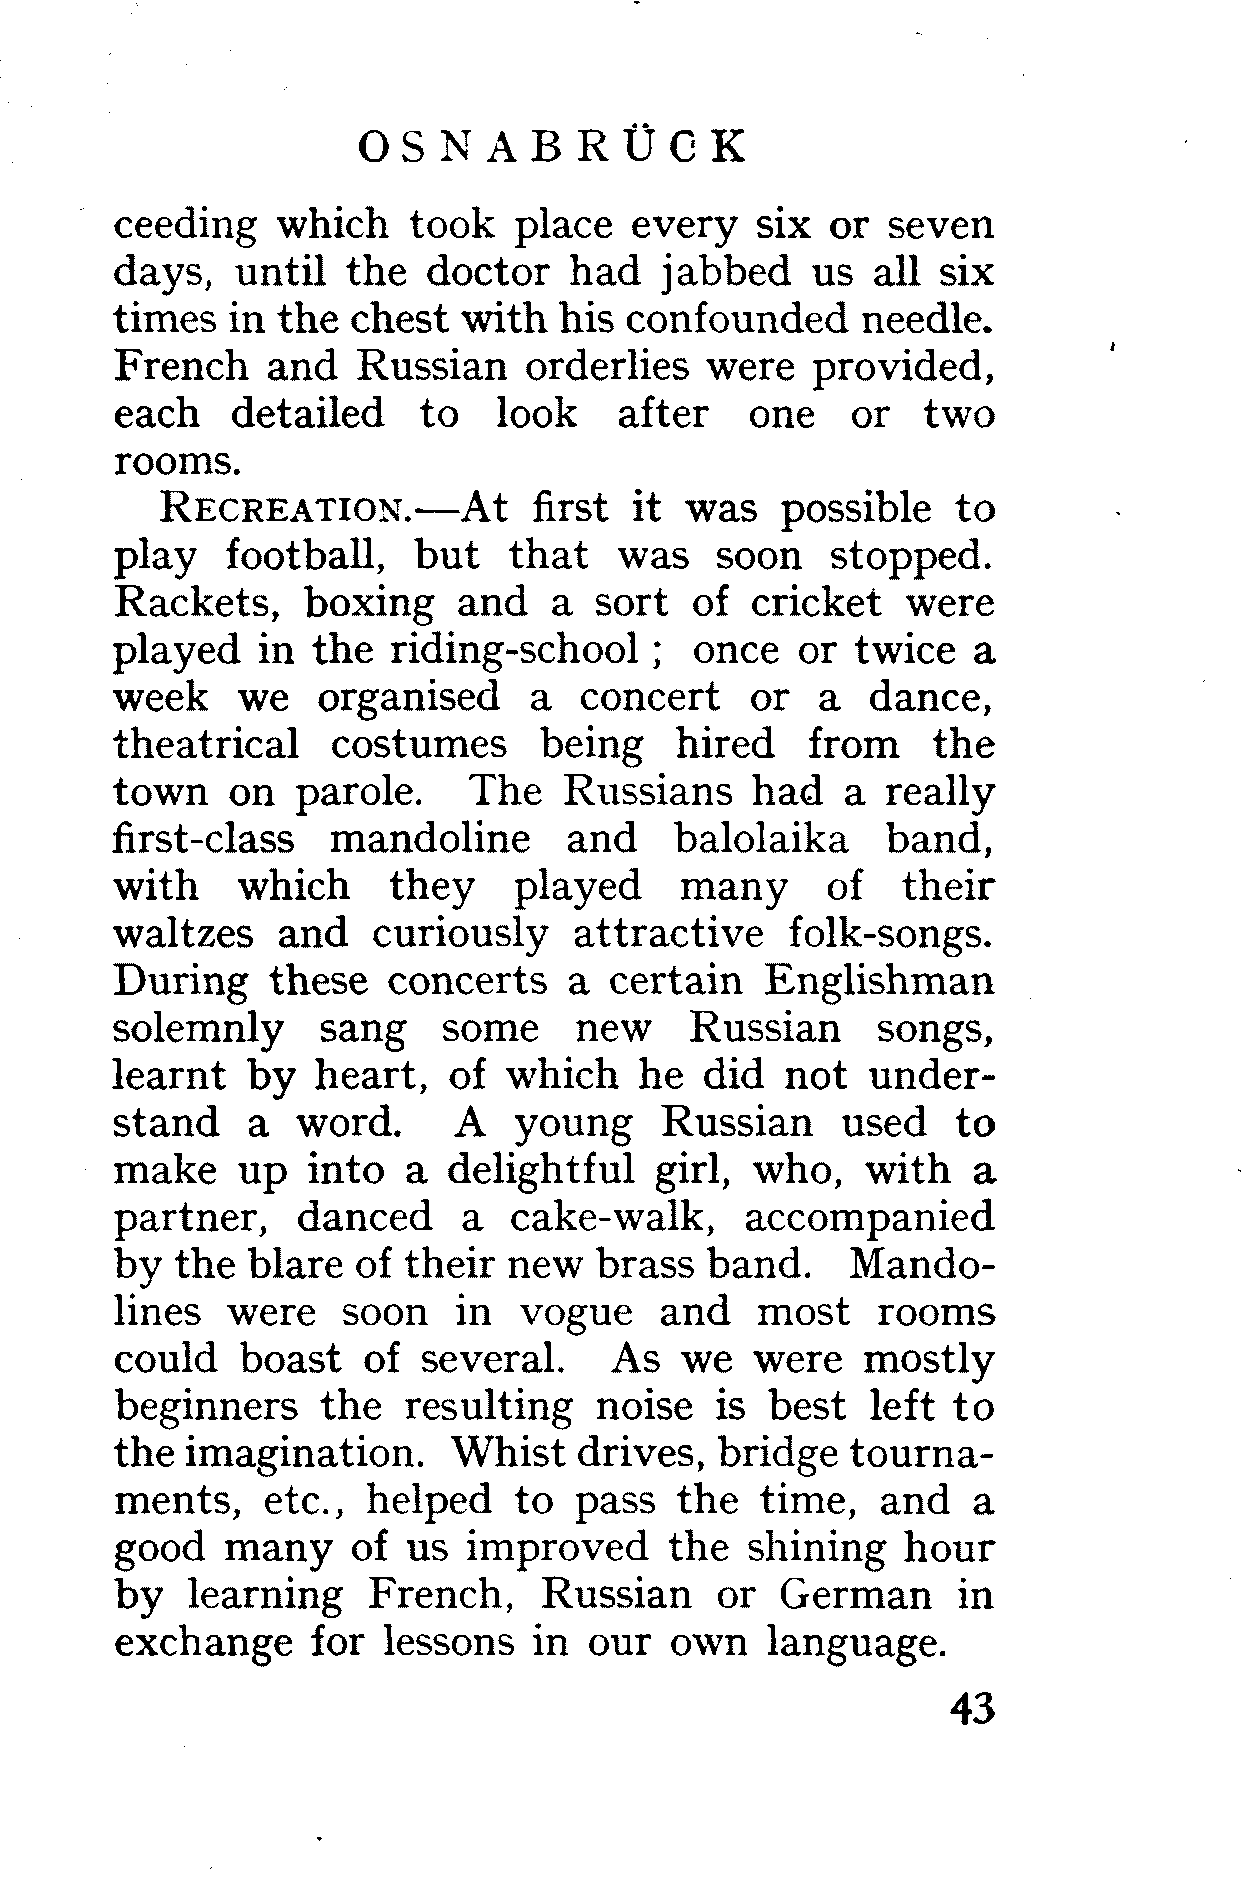 OSNABRÜCK
ceeding which took place every six or seven
days, until the doctor had jabbed us all six
times in the chest with his confounded needle.
French and Russian orderlies were provided,
each detailed to look after one or two
rooms.
RECREATION.—At first it was possible to
play football, but that was soon stopped.
Rackets, boxing and a sort of cricket were
played in the riding-school ; once or twice a
week we organised a concert or a dance,
theatrical costumes being hired from the
town on parole. The Russians had a really
first-class mandoline and balolaika band,
with which they played many of their
waltzes and curiously attractive folk-songs.
During these concerts a certain Englishman
solemnly sang some new Russian songs,
learnt by heart, of which he did not under-
stand a word. A young Russian used to
make up into a delightful girl, who, with a
partner, danced a cake-walk, accompanied
by the blare of their new brass band. Mando-
lines were soon in vogue and most rooms
could boast of several. As we were mostly
beginners the resulting noise is best left to
the imagination. Whist drives, bridge tourna-
ments, etc., helped to pass the time, and a
good many of us improved the shining hour
by learning French, Russian or German in
exchange for lessons in our own language.
43